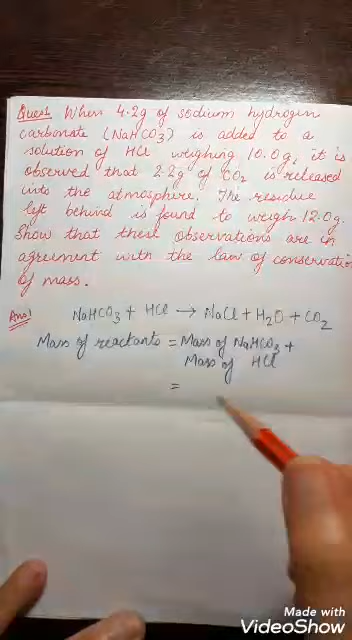 Ques1 When 4.2g of sodium hydrogen
carbonate (NaHCO3) is added to a
solution of HCl weighing 10.0g, it is
observed that 2.2g of CO2 is released
into the atmosphere. The residue
left behind is found to weigh 12.0g.
Show that these observations are in
agreement with the law of conservation
of mass.
Ans! NaHCO3 + HCl → NaCl + H2O + CO2
Mass of reactants = Mass of NaHCO3 +
Mass of HCl
=
Made with
VideoShow